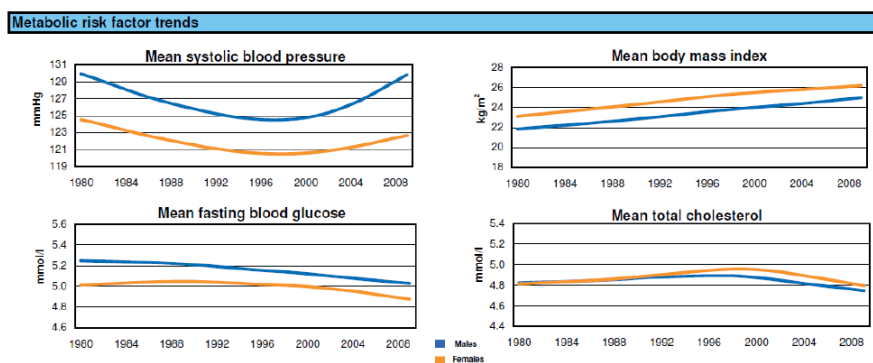 Metabolic risk factor trends
Mean systolic blood pressure
131
129
127
125
123
121
119
mmHg
1980 1984 1988 1992 1996 2000 2004 2008
Mean body mass index
28
26
24
22
20
18
kg/m²
1980 1984 1988 1992 1996 2000 2004 2008
Mean fasting blood glucose
5.6
5.4
5.2
5.0
4.8
4.6
mmol/l
1980 1984 1988 1992 1996 2000 2004 2008
Mean total cholesterol
5.4
5.2
5.0
4.8
4.6
4.4
mmol/l
1980 1984 1988 1992 1996 2000 2004 2008
Males
Females